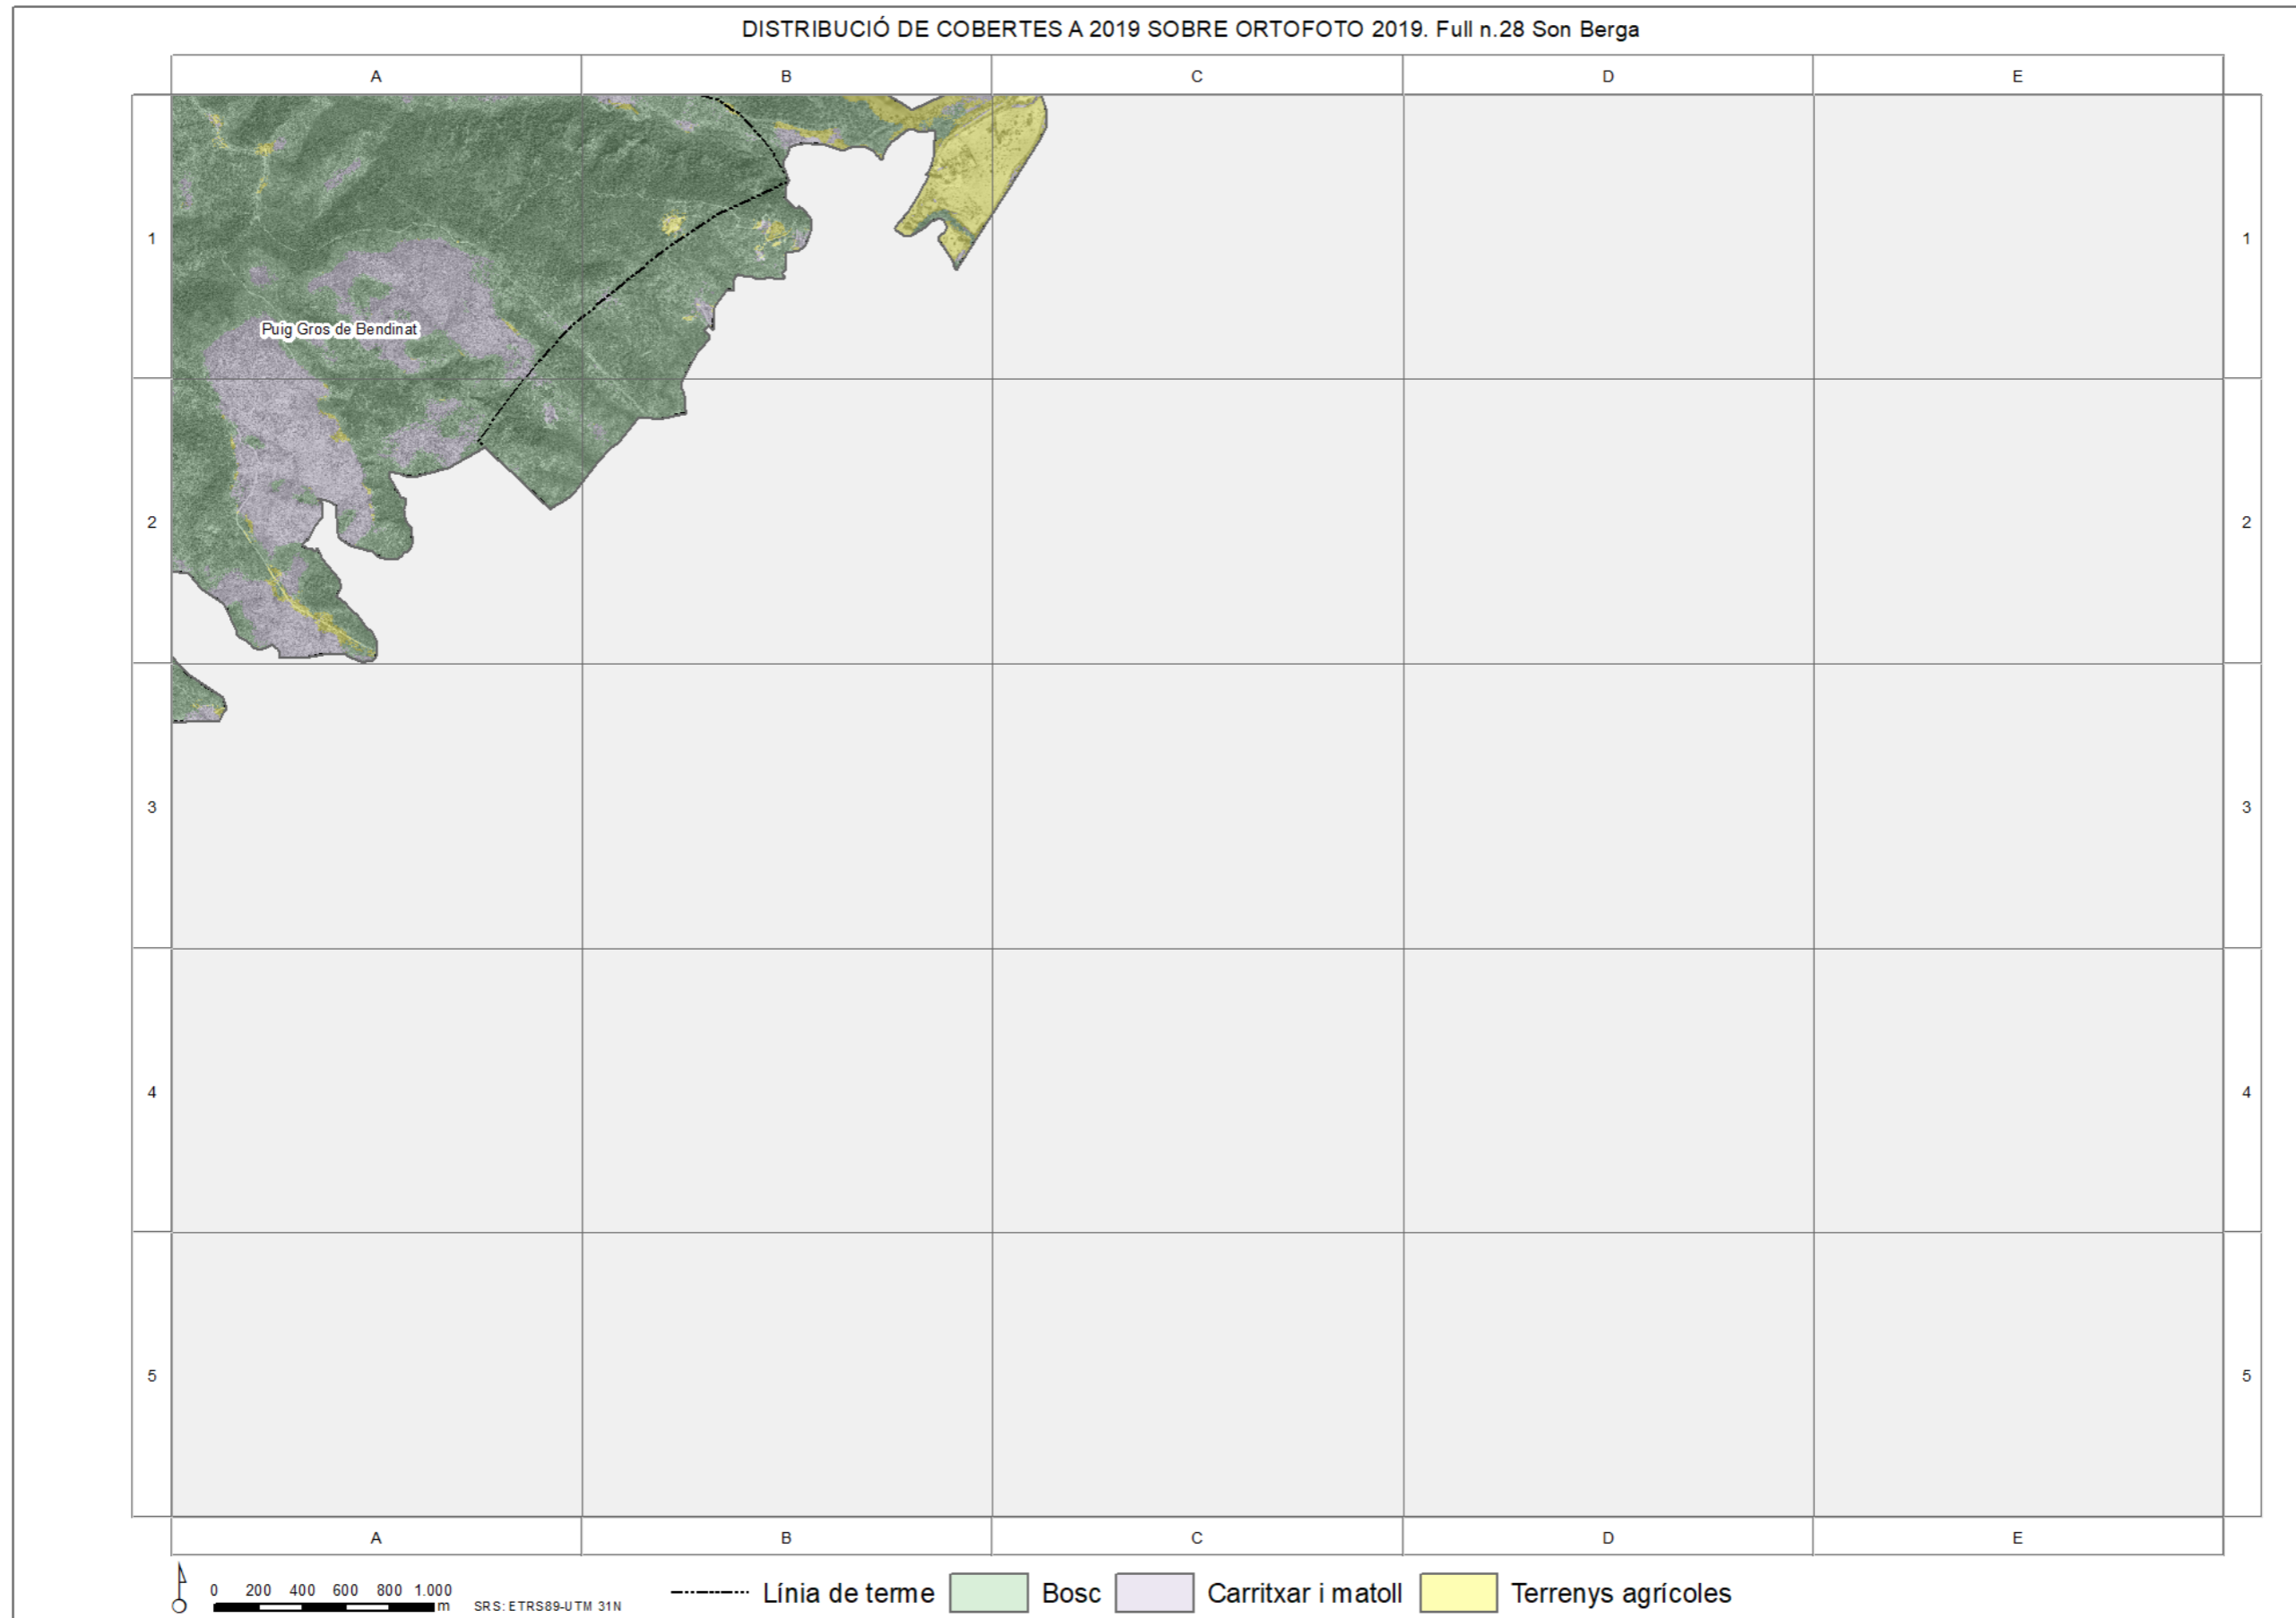 DISTRIBUCIÓ DE COBERTES A 2019 SOBRE ORTOFOTO 2019. Full n.28 Son Berga
A B C D E
1 1
Puig Gros de Bendinat
2 2
3 3
4 4
5 5
A B C D E
0 200 400 600 800 1.000
m
SRS: ETRS89-UTM 31N
Línia de terme Bosc Carritxar i matoll Terrenys agrícoles